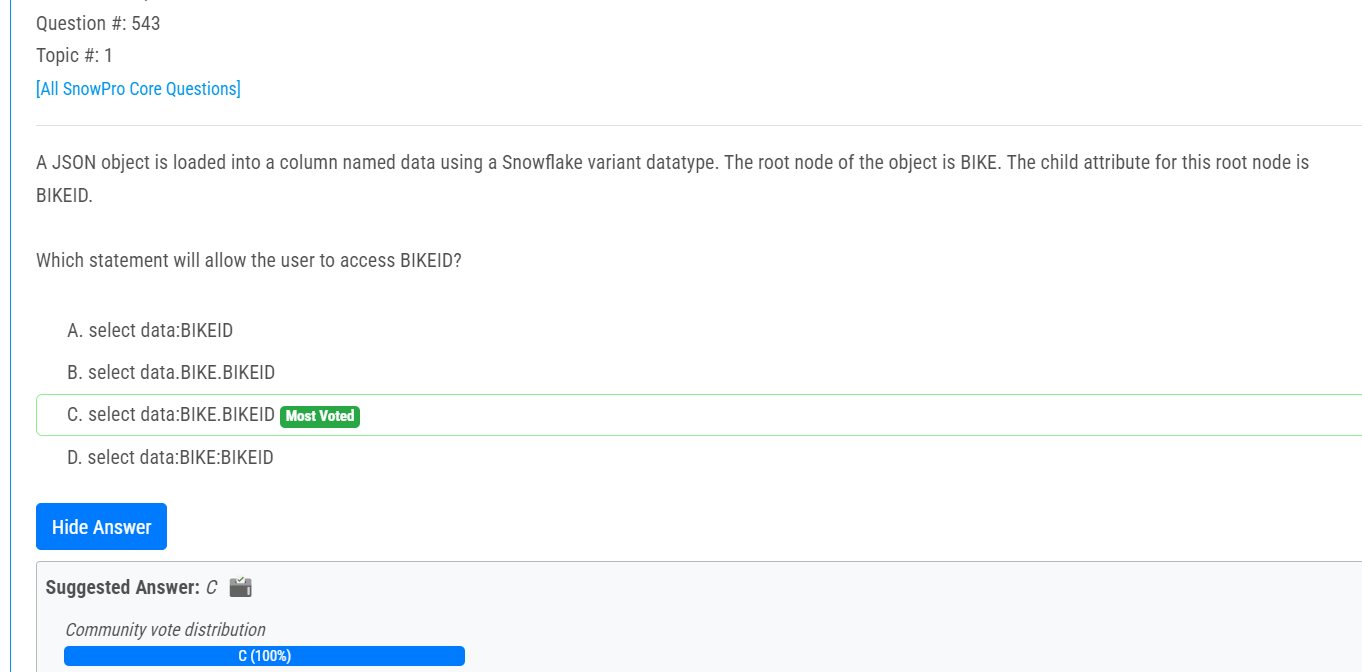 Question #: 543
Topic #: 1
[All SnowPro Core Questions]
A JSON object is loaded into a column named data using a Snowflake variant datatype. The root node of the object is BIKE. The child attribute for this root node is
BIKEID.
Which statement will allow the user to access BIKEID?
A. select data:BIKEID
B. select data.BIKE.BIKEID
C. select data:BIKE.BIKEID Most Voted
D. select data:BIKE:BIKEID
Hide Answer
Suggested Answer: C
Community vote distribution
C (100%)